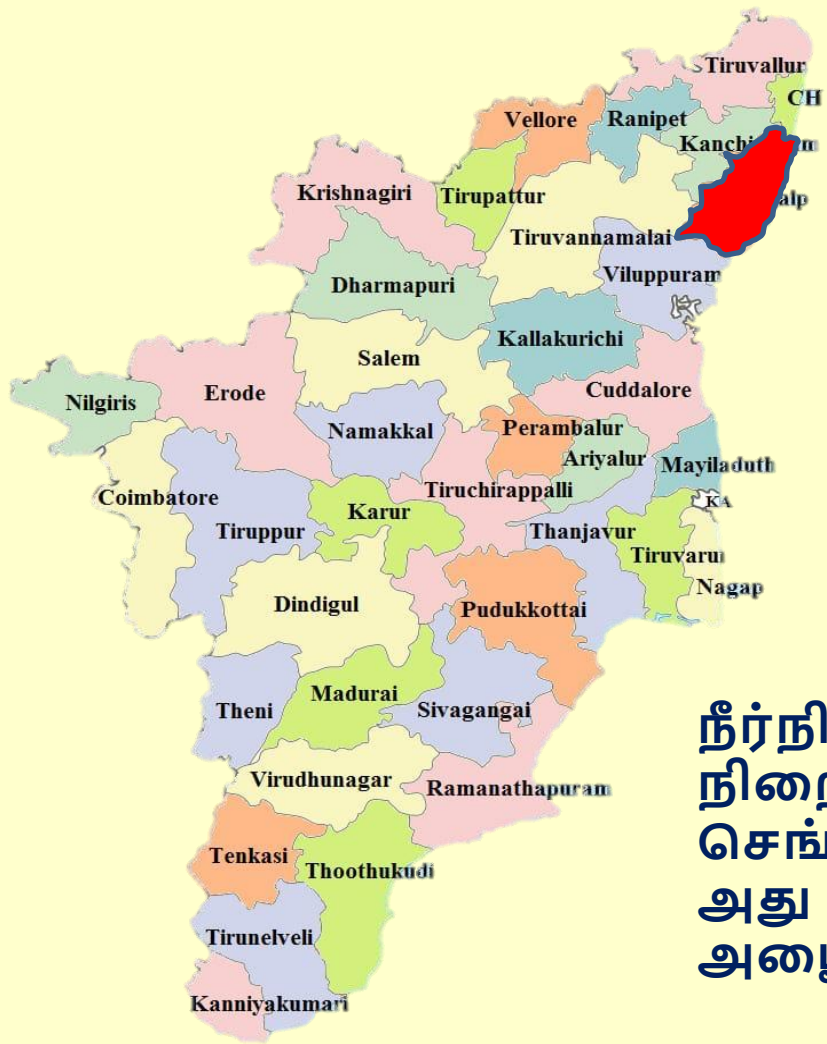 Tiruvallur
CH
Vellore
Ranipet
Kanchi m
Krishnagiri
Tirupattur
alp
Tiruvannamalai
Viluppuram
Dharmapuri
Kallakurichi
Salem
Cuddalore
Erode
Nilgiris
Namakkal
Perambalur
Ariyalur
Mayiladuth
Coimbatore
Tiruchirappalli
KA
Karur
Tiruppur
Thanjavur
Tiruvaru
Nagap
Dindigul
Pudukkottai
Madurai
Theni
Sivagangai
Virudhunagar
Ramanathapuram
Tenkasi
Thoothukudi
Tirunelveli
Kanniyakumari
அது